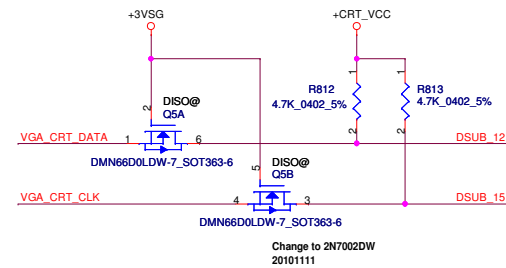 +3VSG
+CRT_VCC
1
1
R812
4.7K_0402_5%
R813
4.7K_0402_5%
2
DISO@
Q5A
2
2
VGA_CRT_DATA
1
6
DSUB_12
DMN66D0LDW-7_SOT363-6
5
DISO@
Q5B
VGA_CRT_CLK
4
3
DSUB_15
DMN66D0LDW-7_SOT363-6
Change to 2N7002DW
20101111